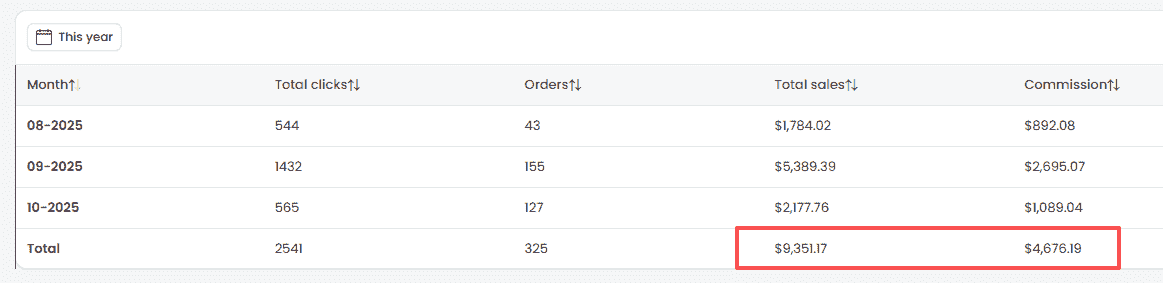 This year
Month↑↓ Total clicks↑↓ Orders↑↓ Total sales↑↓ Commission↑↓
08-2025 544 43 $1,784.02 $892.08
09-2025 1432 155 $5,389.39 $2,695.07
10-2025 565 127 $2,177.76 $1,089.04
Total 2541 325 $9,351.17 $4,676.19